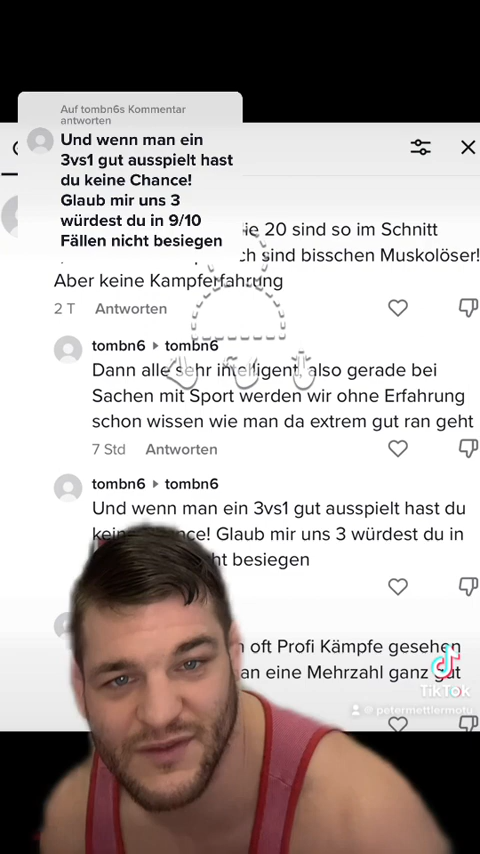 Auf tombn6s Kommentar
antworten
Und wenn man ein
3vs1 gut ausspielt hast
du keine Chance!
Glaub mir uns 3
würdest du in 9/10
Fällen nicht besiegen
ie 20 sind so im Schnitt
ch sind bisschen Muskolöser!
Aber keine Kampferfahrung
2 T Antworten
tombn6 ▸ tombn6
Dann alle sehr intelligent, also gerade bei
Sachen mit Sport werden wir ohne Erfahrung
schon wissen wie man da extrem gut ran geht
7 Std Antworten
tombn6 ▸ tombn6
Und wenn man ein 3vs1 gut ausspielt hast du
keine Chance! Glaub mir uns 3 würdest du in
ht besiegen
oft Profi Kämpfe gesehen
an eine Mehrzahl ganz gut
TikTok
@petermettlermotu